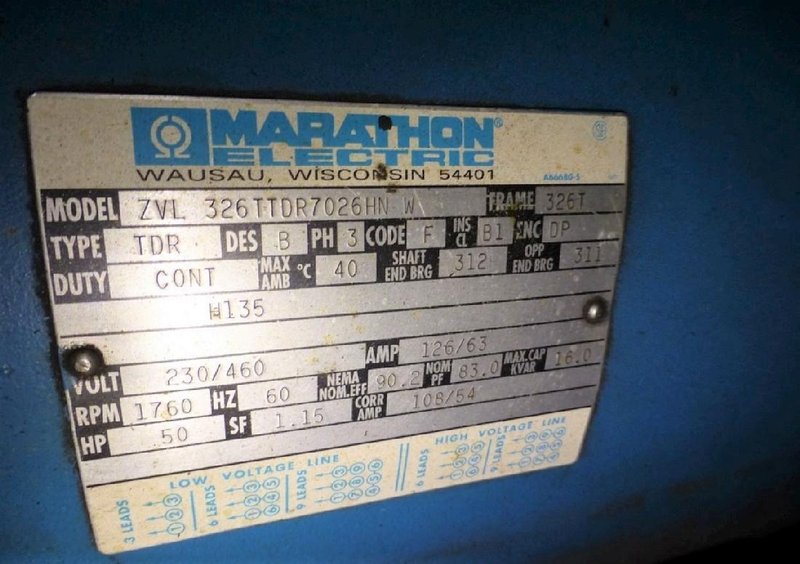 MARATHON®
ELECTRIC
WAUSAU, WISCONSIN 54401
MODEL ZVL 326TTDR7026HN W FRAME 326T
TYPE TDR DES B PH 3 CODE F INS CL B1 ENC DP
DUTY CONT MAX AMB °C 40 SHAFT END BRG 312 OPP END BRG 311
H135
VOLT 230/460 AMP 126/63
RPM 1760 HZ 60 NEMA NOM.EFF 90.2 NOM PF 83.0 MAX.CAP KVAR 16.0
HP 50 SF 1.15 CORR AMP 108/54
LOW VOLTAGE LINE HIGH VOLTAGE LINE
3 LEADS 6 LEADS 9 LEADS 6 LEADS 9 LEADS